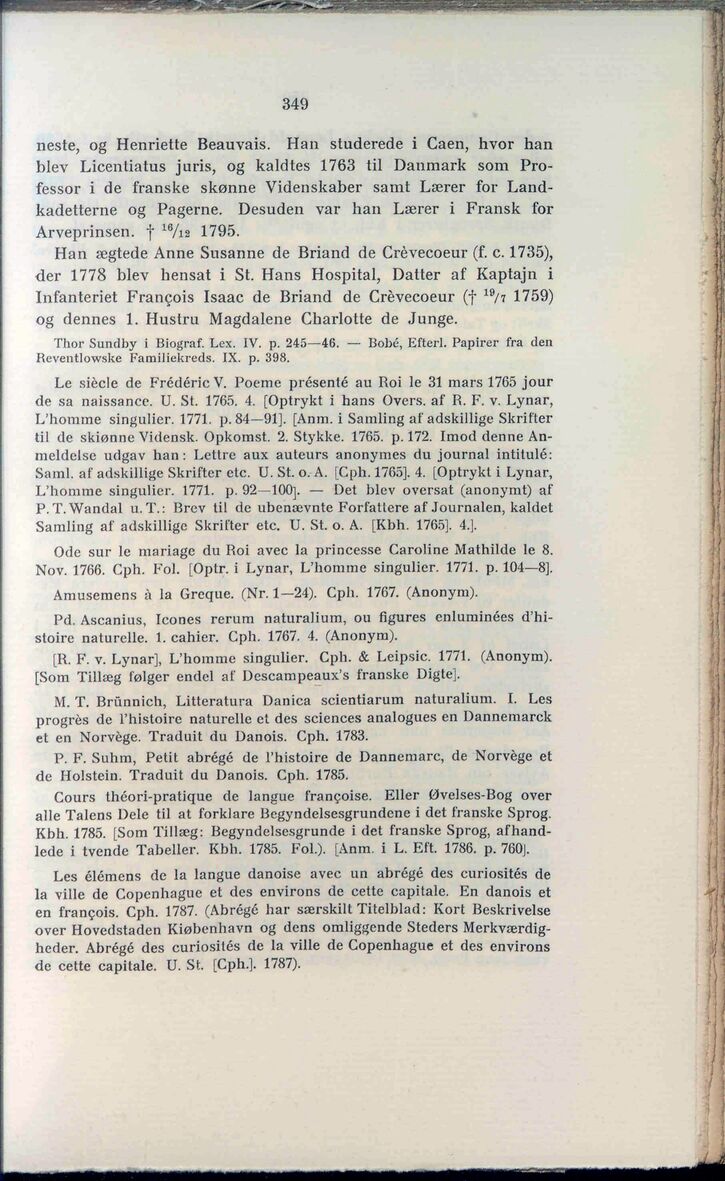 349
neste, og Henriette Beauvais. Han studerede i Caen, hvor han
blev Licentiatus juris, og kaldtes 1763 til Danmark som Pro-
fessor i de franske skønne Videnskaber samt Lærer for Land-
kadetterne og Pagerne. Desuden var han Lærer i Fransk for
Arveprinsen. † 16/12 1795.
Han ægtede Anne Susanne de Briand de Crèvecoeur (f. c. 1735),
der 1778 blev hensat i St. Hans Hospital, Datter af Kaptajn i
Infanteriet François Isaac de Briand de Crèvecoeur († 19/7 1759)
og dennes 1. Hustru Magdalene Charlotte de Junge.
Thor Sundby i Biograf. Lex. IV. p. 245—46. — Bobé, Efterl. Papirer fra den
Reventlowske Familiekreds. IX. p. 398.
Le siècle de Frédéric V. Poeme présenté au Roi le 31 mars 1765 jour
de sa naissance. U. St. 1765. 4. [Optrykt i hans Overs. af R. F. v. Lynar,
L'homme singulier. 1771. p. 84—91]. [Anm. i Samling af adskillige Skrifter
til de skiønne Vidensk. Opkomst. 2. Stykke. 1765. p. 172. Imod denne An-
meldelse udgav han: Lettre aux auteurs anonymes du journal intitulé:
Saml. af adskillige Skrifter etc. U. St. o. A. [Cph. 1765]. 4. [Optrykt i Lynar,
L'homme singulier. 1771. p. 92—100]. — Det blev oversat (anonymt) af
P. T. Wandal u. T.: Brev til de ubenævnte Forfattere af Journalen, kaldet
Samling af adskillige Skrifter etc. U. St. o. A. [Kbh. 1765]. 4.].
Ode sur le mariage du Roi avec la princesse Caroline Mathilde le 8.
Nov. 1766. Cph. Fol. [Optr. i Lynar, L'homme singulier. 1771. p. 104—8].
Amusemens à la Greque. (Nr. 1—24). Cph. 1767. (Anonym).
Pd. Ascanius, Icones rerum naturalium, ou figures enluminées d'hi-
stoire naturelle. 1. cahier. Cph. 1767. 4. (Anonym).
[R. F. v. Lynar], L'homme singulier. Cph. & Leipsic. 1771. (Anonym).
[Som Tillæg følger endel af Descampeaux's franske Digte].
M. T. Brünnich, Litteratura Danica scientiarum naturalium. I. Les
progrès de l'histoire naturelle et des sciences analogues en Dannemarck
et en Norvège. Traduit du Danois. Cph. 1783.
P. F. Suhm, Petit abrégé de l'histoire de Dannemarc, de Norvège et
de Holstein. Traduit du Danois. Cph. 1785.
Cours théori-pratique de langue françoise. Eller Øvelses-Bog over
alle Talens Dele til at forklare Begyndelsesgrundene i det franske Sprog.
Kbh. 1785. [Som Tillæg: Begyndelsesgrunde i det franske Sprog, afhand-
lede i tvende Tabeller. Kbh. 1785. Fol.). [Anm. i L. Eft. 1786. p. 760].
Les élémens de la langue danoise avec un abrégé des curiosités de
la ville de Copenhague et des environs de cette capitale. En danois et
en françois. Cph. 1787. (Abrégé har særskilt Titelblad: Kort Beskrivelse
over Hovedstaden Kiøbenhavn og dens omliggende Steders Merkværdig-
heder. Abrégé des curiosités de la ville de Copenhague et des environs
de cette capitale. U. St. [Cph.]. 1787).